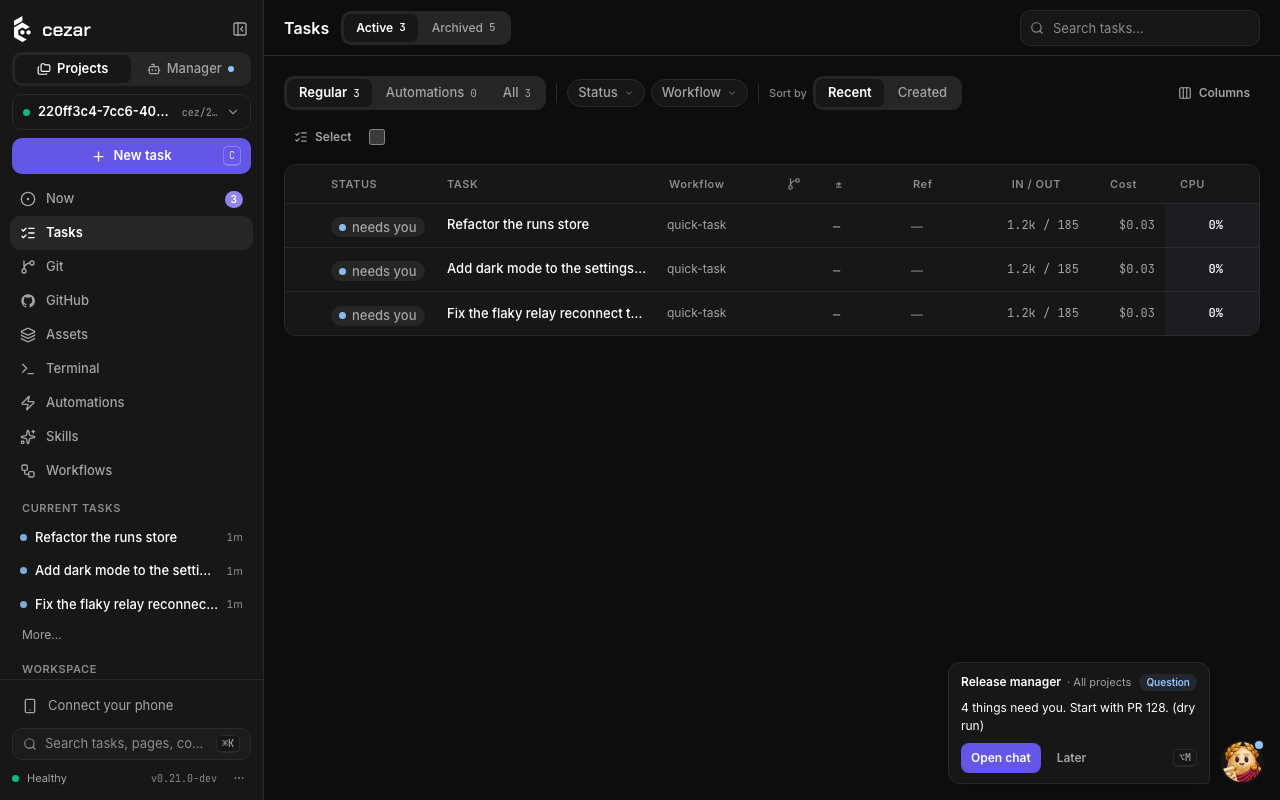 cezar
Projects
Manager
220ff3c4-7cc6-40... cez/2...
New task C
Now 3
Tasks
Git
GitHub
Assets
Terminal
Automations
Skills
Workflows
CURRENT TASKS
Refactor the runs store 1m
Add dark mode to the setti... 1m
Fix the flaky relay reconnec... 1m
More...
WORKSPACE
Connect your phone
Search tasks, pages, co... ⌘K
Healthy v0.21.0-dev ...
Tasks Active 3 Archived 5
Search tasks...
Regular 3 Automations 0 All 3 Status Workflow Sort by Recent Created Columns
Select
STATUS TASK Workflow ± Ref IN / OUT Cost CPU
needs you Refactor the runs store quick-task – — 1.2k / 185 $0.03 0%
needs you Add dark mode to the settings... quick-task – — 1.2k / 185 $0.03 0%
needs you Fix the flaky relay reconnect t... quick-task – — 1.2k / 185 $0.03 0%
Release manager · All projects Question
4 things need you. Start with PR 128. (dry
run)
Open chat Later ⌥M